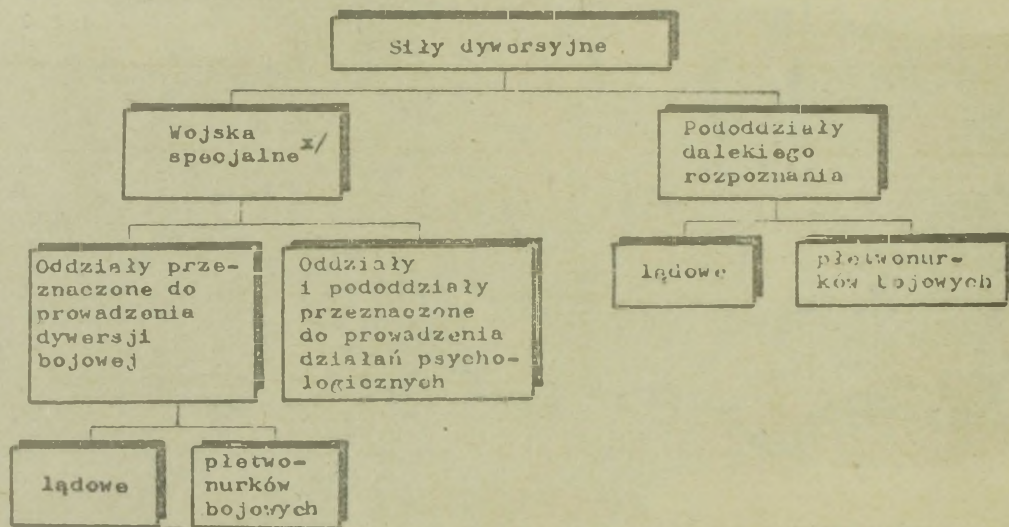 Siły dyworsyjne
Wojska
specjalne x/
Pododdziały
dalekiego
rozpoznania
Oddziały prze-
znaczone do
prowadzenia
dywersji
bojowej
Oddziały
i pododdziały
przeznaczone
do prowadzenia
działań psycho-
logicznych
lądowe
płetwonur-
ków bojowych
lądowe
płetwo-
nurków
bojowych